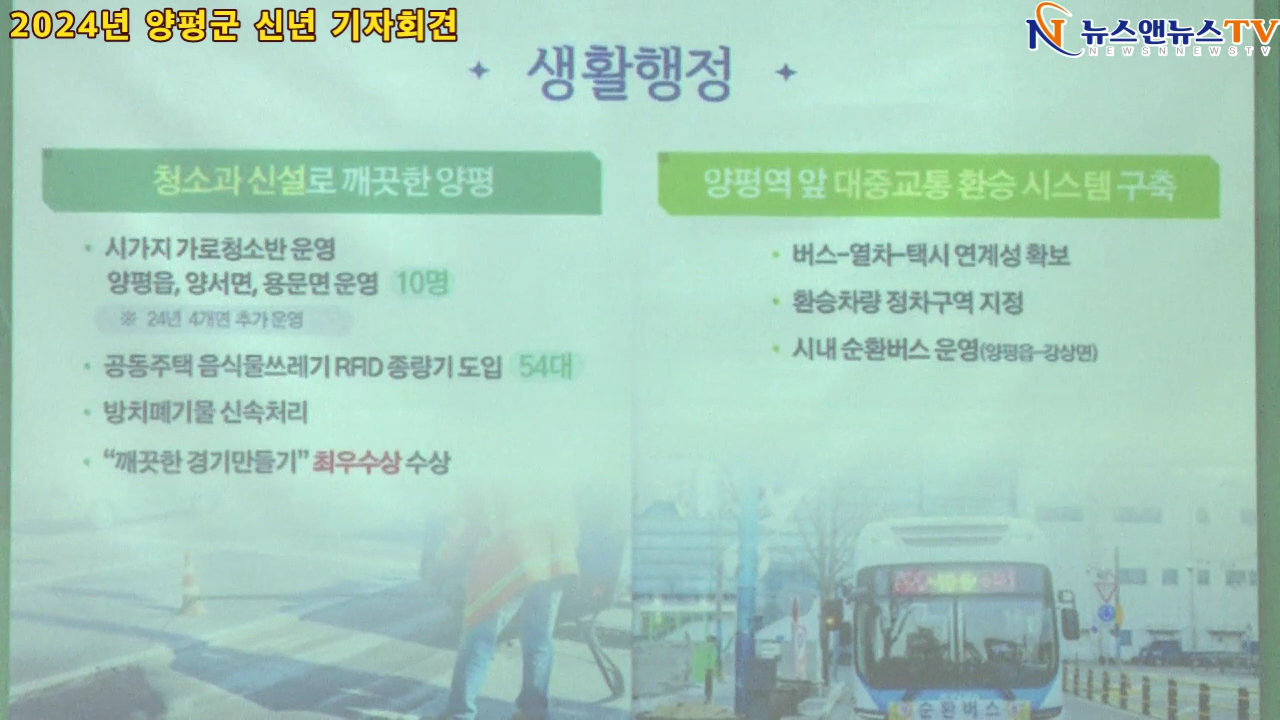 2024년 양평군 신년 기자회견
뉴스앤뉴스TV
NEWSNNEWSTV
생활행정
청소과 신설로 깨끗한 양평
• 시가지 가로청소반 운영
양평읍, 양서면, 용문면 운영 10명
※ 24년 4개면 추가 운영
• 공동주택 음식물쓰레기 RFID 종량기 도입 54대
• 방치폐기물 신속처리
• “깨끗한 경기만들기” 최우수상 수상
양평역 앞 대중교통 환승 시스템 구축
• 버스-열차-택시 연계성 확보
• 환승차량 정차구역 지정
• 시내 순환버스 운영(양평읍-강상면)
순환버스